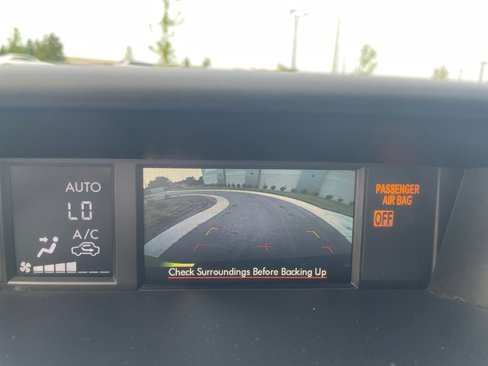 AUTO
LO
A/C
Check Surroundings Before Backing Up
PASSENGER
AIR BAG
OFF